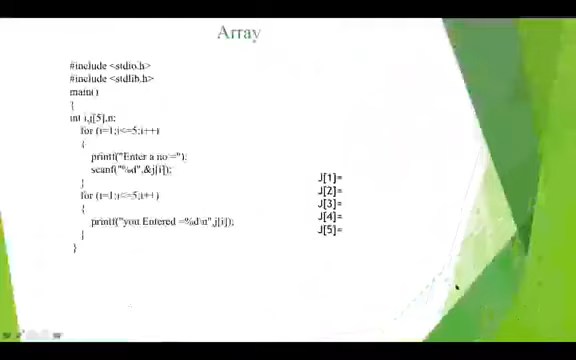 Array
#include <stdio.h>
#include <stdlib.h>
main()
{
int i,j[5],n;
for (i=1;i<=5;i++)
{
printf("Enter a no =");
scanf("%d",&j[i]);
}
for (i=1;i<=5;i++)
{
printf("you Entered =%d\n",j[i]);
}
}
J[1]=
J[2]=
J[3]=
J[4]=
J[5]=